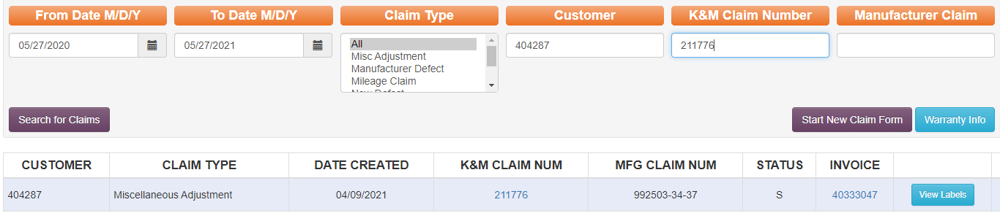 From Date M/D/Y To Date M/D/Y Claim Type Customer K&M Claim Number Manufacturer Claim
05/27/2020 05/27/2021 All 404287 211776
Misc Adjustment
Manufacturer Defect
Mileage Claim
Search for Claims Start New Claim Form Warranty Info
CUSTOMER CLAIM TYPE DATE CREATED K&M CLAIM NUM MFG CLAIM NUM STATUS INVOICE
404287 Miscellaneous Adjustment 04/09/2021 211776 992503-34-37 S 40333047 View Labels